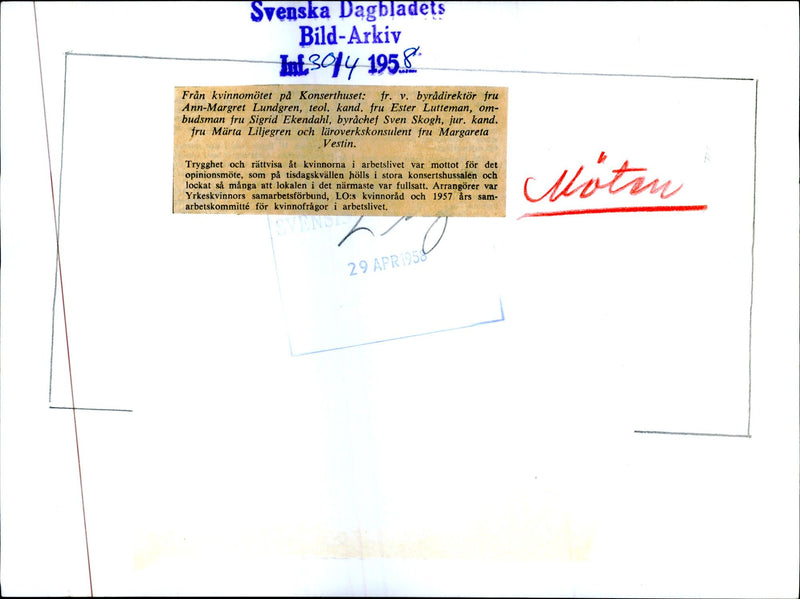 Svenska Dagbladets
Bild-Arkiv
Inf. 30/4 1958
Från kvinnomötet på Konserthuset: fr. v. byrådirektör fru
Ann-Margret Lundgren, teol. kand. fru Ester Lutteman, om-
budsman fru Sigrid Ekendahl, byråchef Sven Skogh, jur. kand.
fru Märta Liljegren och läroverkskonsulent fru Margareta
Vestin.
Trygghet och rättvisa åt kvinnorna i arbetslivet var mottot för det
opinionsmöte, som på tisdagskvällen hölls i stora konsertshussalen och
lockat så många att lokalen i det närmaste var fullsatt. Arrangörer var
Yrkeskvinnors samarbetsförbund, LO:s kvinnoråd och 1957 års sam-
arbetskommitté för kvinnofrågor i arbetslivet.
Möten
29 APR 1958